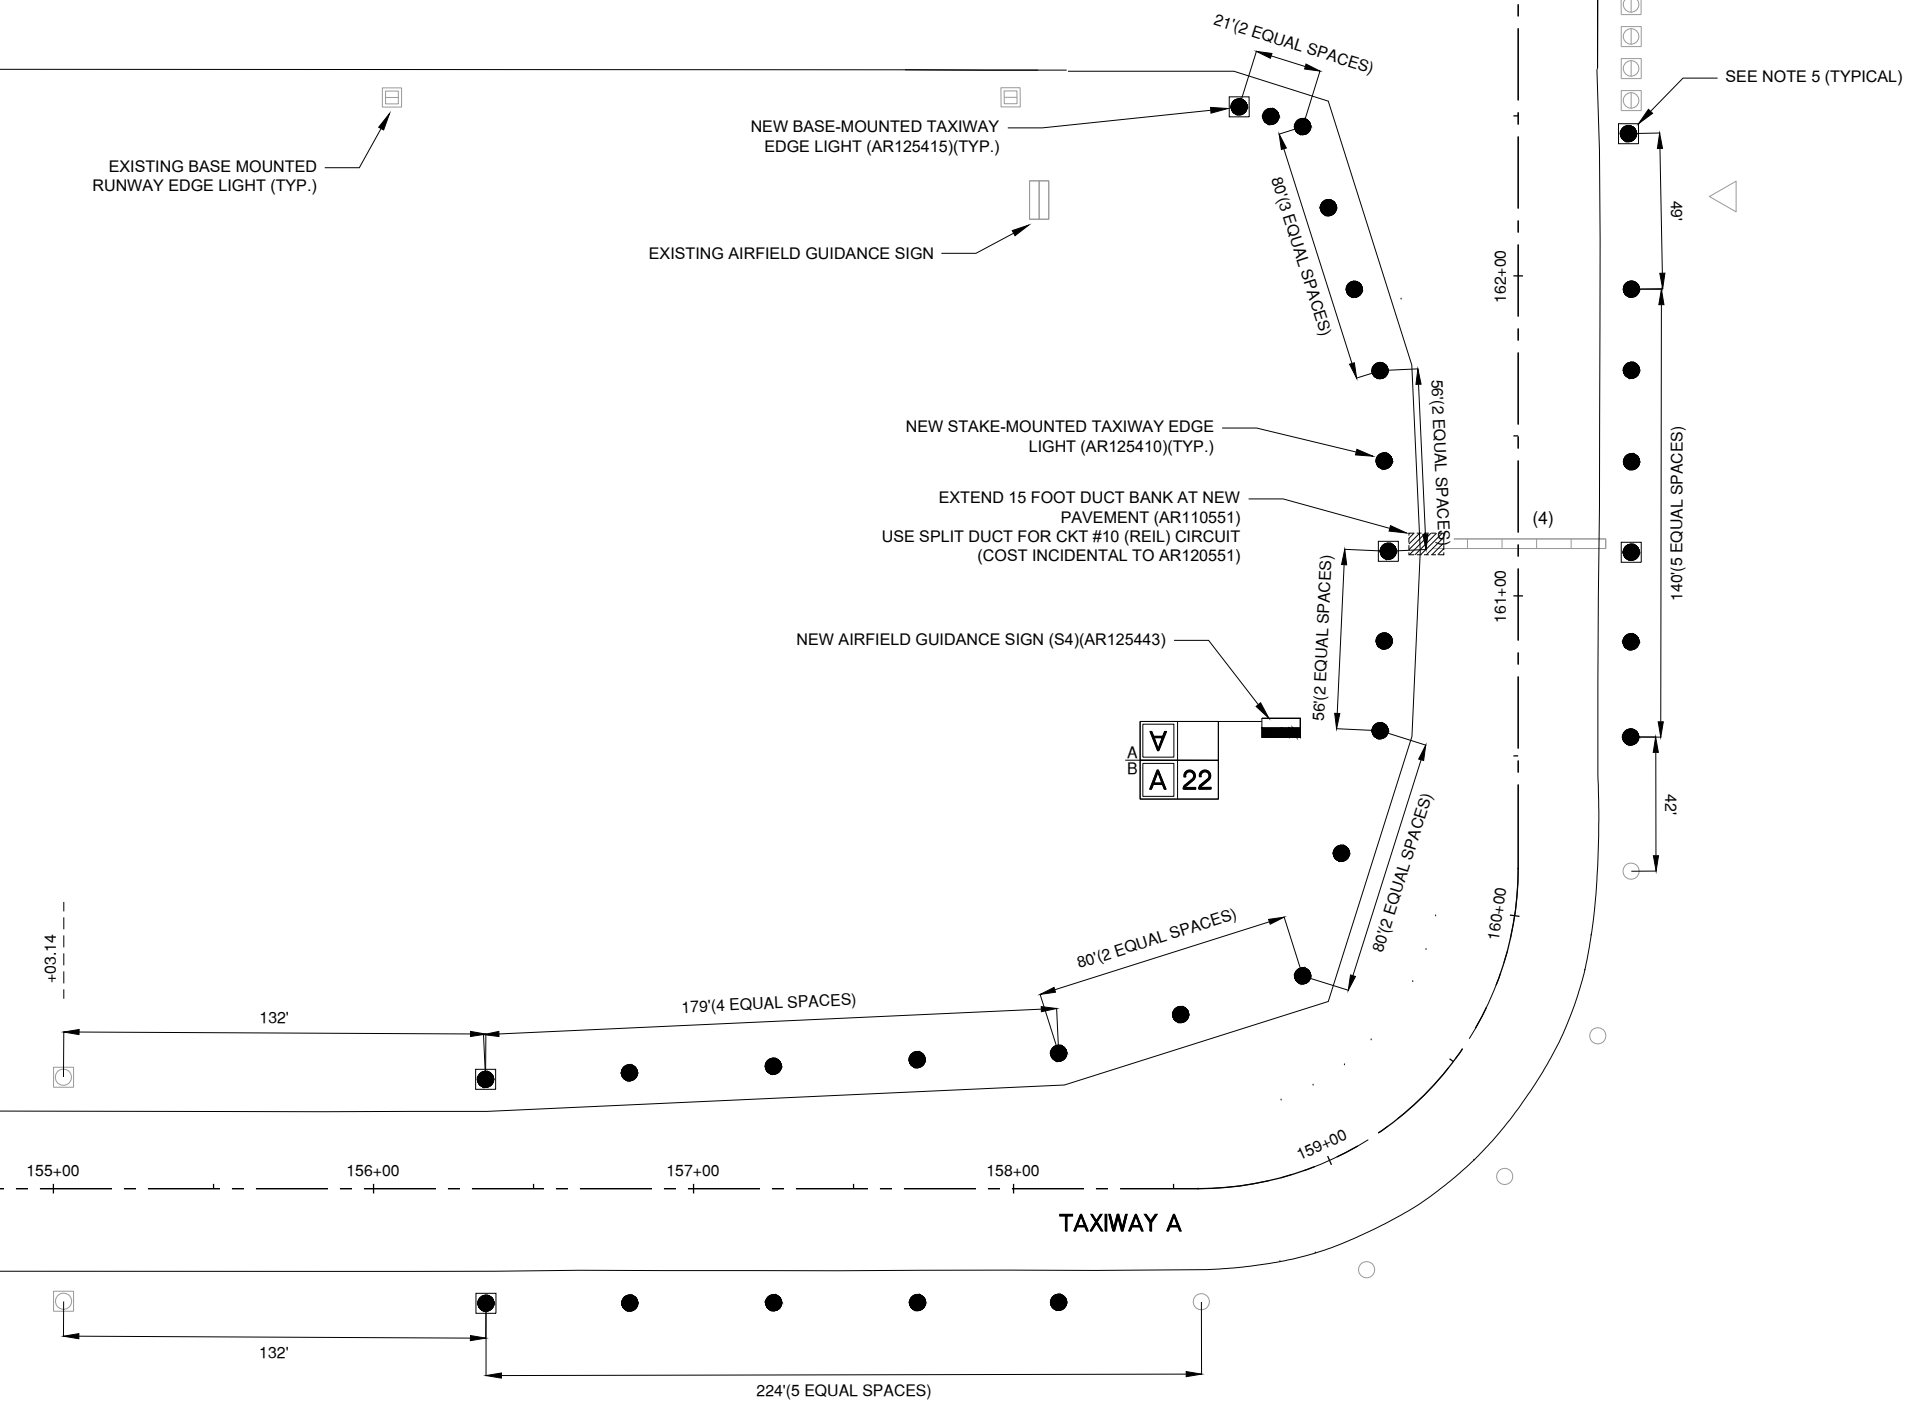 21'(2 EQUAL SPACES)
SEE NOTE 5 (TYPICAL)
NEW BASE-MOUNTED TAXIWAY
EDGE LIGHT (AR125415)(TYP.)
EXISTING BASE MOUNTED
RUNWAY EDGE LIGHT (TYP.)
49'
80'(3 EQUAL SPACES)
EXISTING AIRFIELD GUIDANCE SIGN
162+00
56'(2 EQUAL SPACES)
NEW STAKE-MOUNTED TAXIWAY EDGE
LIGHT (AR125410)(TYP.)
140'(5 EQUAL SPACES)
EXTEND 15 FOOT DUCT BANK AT NEW
PAVEMENT (AR110551)
USE SPLIT DUCT FOR CKT #10 (REIL) CIRCUIT
(COST INCIDENTAL TO AR120551)
(4)
161+00
56'(2 EQUAL SPACES)
NEW AIRFIELD GUIDANCE SIGN (S4)(AR125443)
A
A
B
A 22
42'
80'(2 EQUAL SPACES)
160+00
80'(2 EQUAL SPACES)
+03.14
132'
179'(4 EQUAL SPACES)
159+00
155+00
156+00
157+00
158+00
TAXIWAY A
132'
224'(5 EQUAL SPACES)